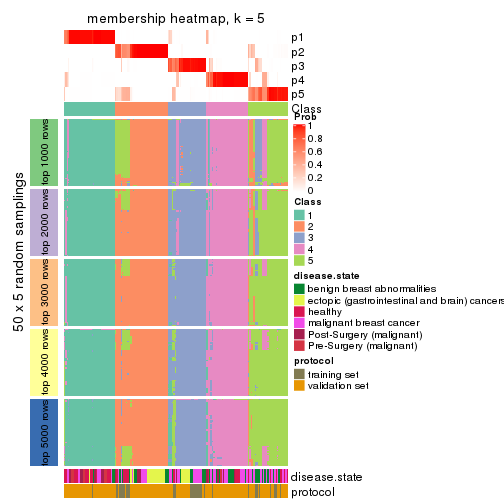 membership heatmap, k = 5
p1
p2
p3
p4
p5
Class
50 x 5 random samplings
top 1000 rows
top 2000 rows
top 3000 rows
top 4000 rows
top 5000 rows
disease.state
protocol
Prob
1
0.8
0.6
0.4
0.2
0
Class
1
2
3
4
5
disease.state
benign breast abnormalities
ectopic (gastrointestinal and brain) cancers
healthy
malignant breast cancer
Post-Surgery (malignant)
Pre-Surgery (malignant)
protocol
training set
validation set